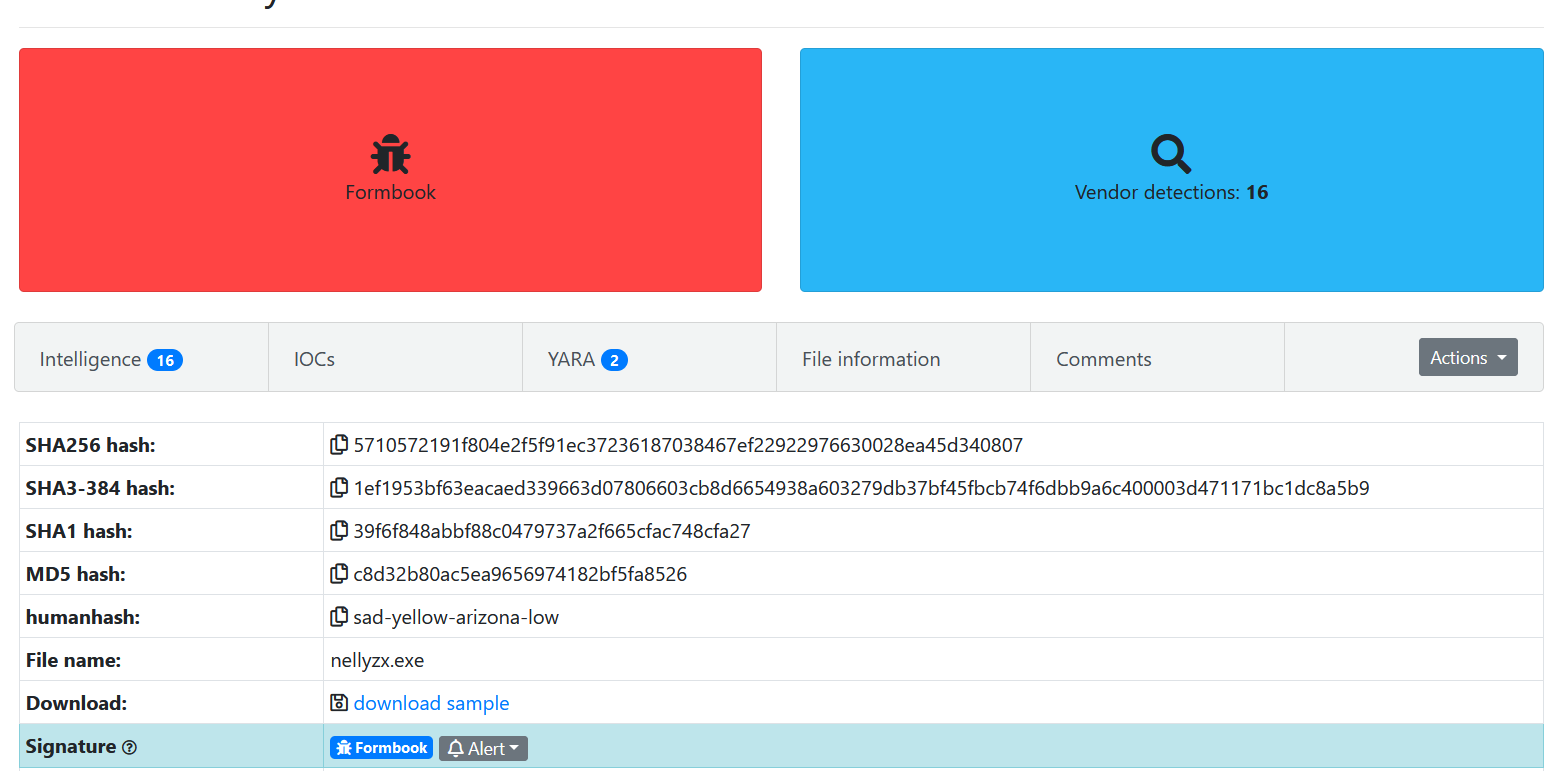 Formbook
Vendor detections: 16
Intelligence 16 IOCs YARA 2 File information Comments Actions
SHA256 hash: 5710572191f804e2f5f91ec37236187038467ef22922976630028ea45d340807
SHA3-384 hash: 1ef1953bf63eacaed339663d07806603cb8d6654938a603279db37bf45fbcb74f6dbb9a6c400003d471171bc1dc8a5b9
SHA1 hash: 39f6f848abbf88c0479737a2f665cfac748cfa27
MD5 hash: c8d32b80ac5ea9656974182bf5fa8526
humanhash: sad-yellow-arizona-low
File name: nellyzx.exe
Download: download sample
Signature Formbook Alert